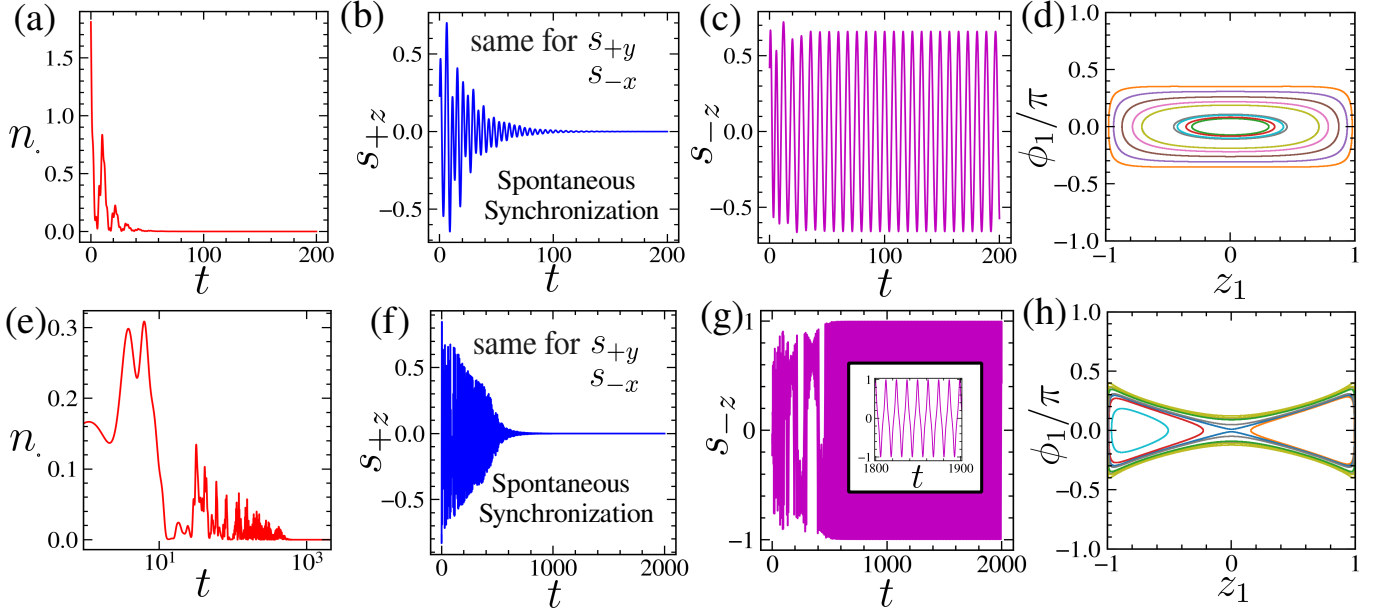 (a)
1.5
1.0
0.5
0.0
n.
0
100
200
t
(b)
0.5
0.0
−0.5
s+z
same for s+y
s−x
Spontaneous
Synchronization
0
100
200
t
(c)
0.5
0.0
−0.5
s−z
0
100
200
t
(d)
1.0
0.5
0.0
−0.5
−1.0
ϕ1/π
−1
0
1
z1
(e)
0.3
0.2
0.1
0.0
n.
10^1
10^3
t
(f)
0.5
0.0
−0.5
s+z
same for s+y
s−x
Spontaneous
Synchronization
0
1000
2000
t
(g)
1
0
−1
s−z
1
0
−1
1800
1900
t
0
1000
2000
t
(h)
1.0
0.5
0.0
−0.5
−1.0
ϕ1/π
−1
0
1
z1